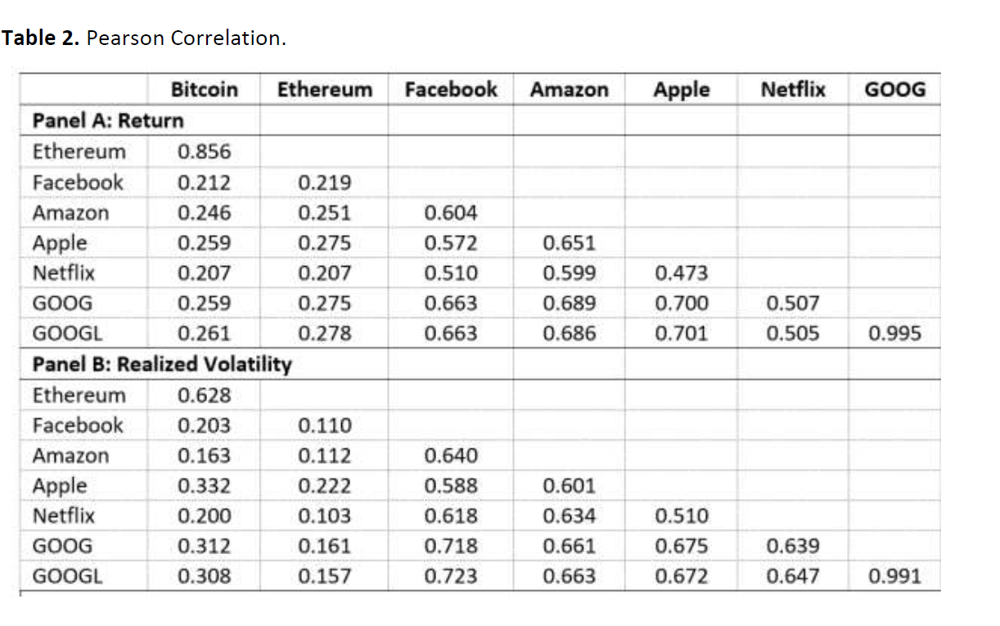 Table 2. Pearson Correlation.
Bitcoin Ethereum Facebook Amazon Apple Netflix GOOG
Panel A: Return
Ethereum 0.856
Facebook 0.212 0.219
Amazon 0.246 0.251 0.604
Apple 0.259 0.275 0.572 0.651
Netflix 0.207 0.207 0.510 0.599 0.473
GOOG 0.259 0.275 0.663 0.689 0.700 0.507
GOOGL 0.261 0.278 0.663 0.686 0.701 0.505 0.995
Panel B: Realized Volatility
Ethereum 0.628
Facebook 0.203 0.110
Amazon 0.163 0.112 0.640
Apple 0.332 0.222 0.588 0.601
Netflix 0.200 0.103 0.618 0.634 0.510
GOOG 0.312 0.161 0.718 0.661 0.675 0.639
GOOGL 0.308 0.157 0.723 0.663 0.672 0.647 0.991